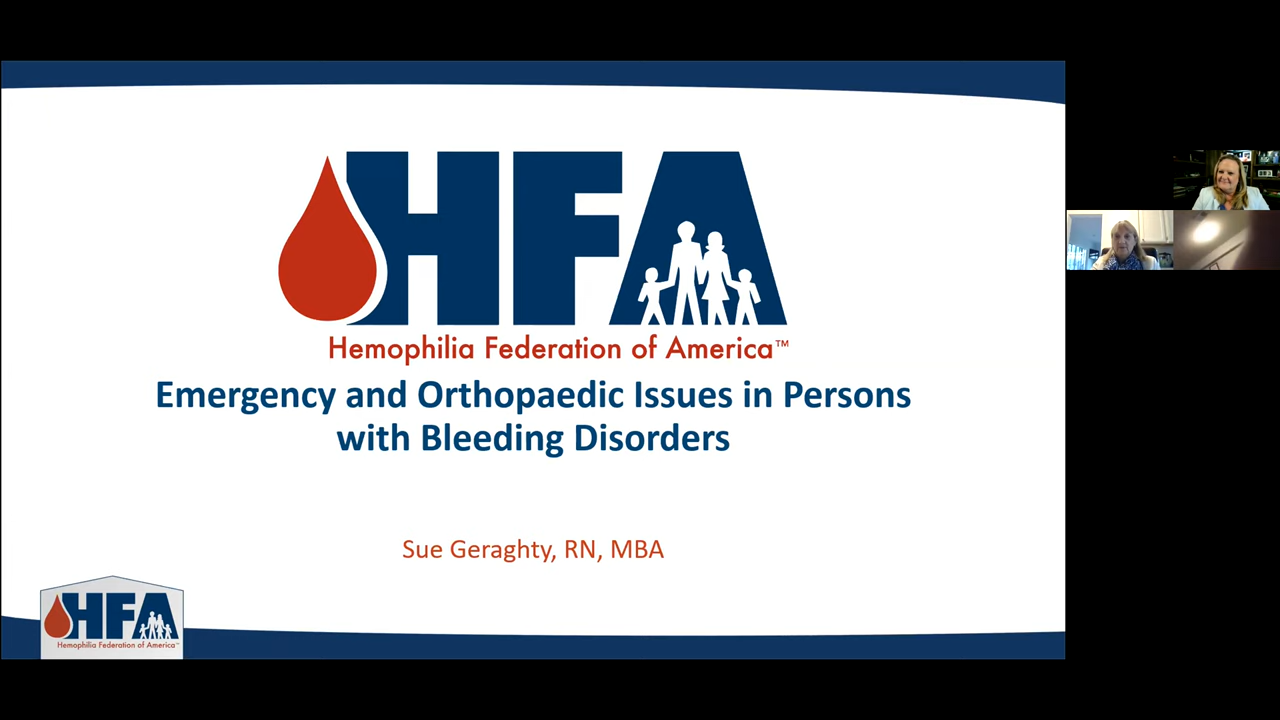 HFA
Hemophilia Federation of America™
Emergency and Orthopaedic Issues in Persons
with Bleeding Disorders
Sue Geraghty, RN, MBA
HFA
Hemophilia Federation of America™